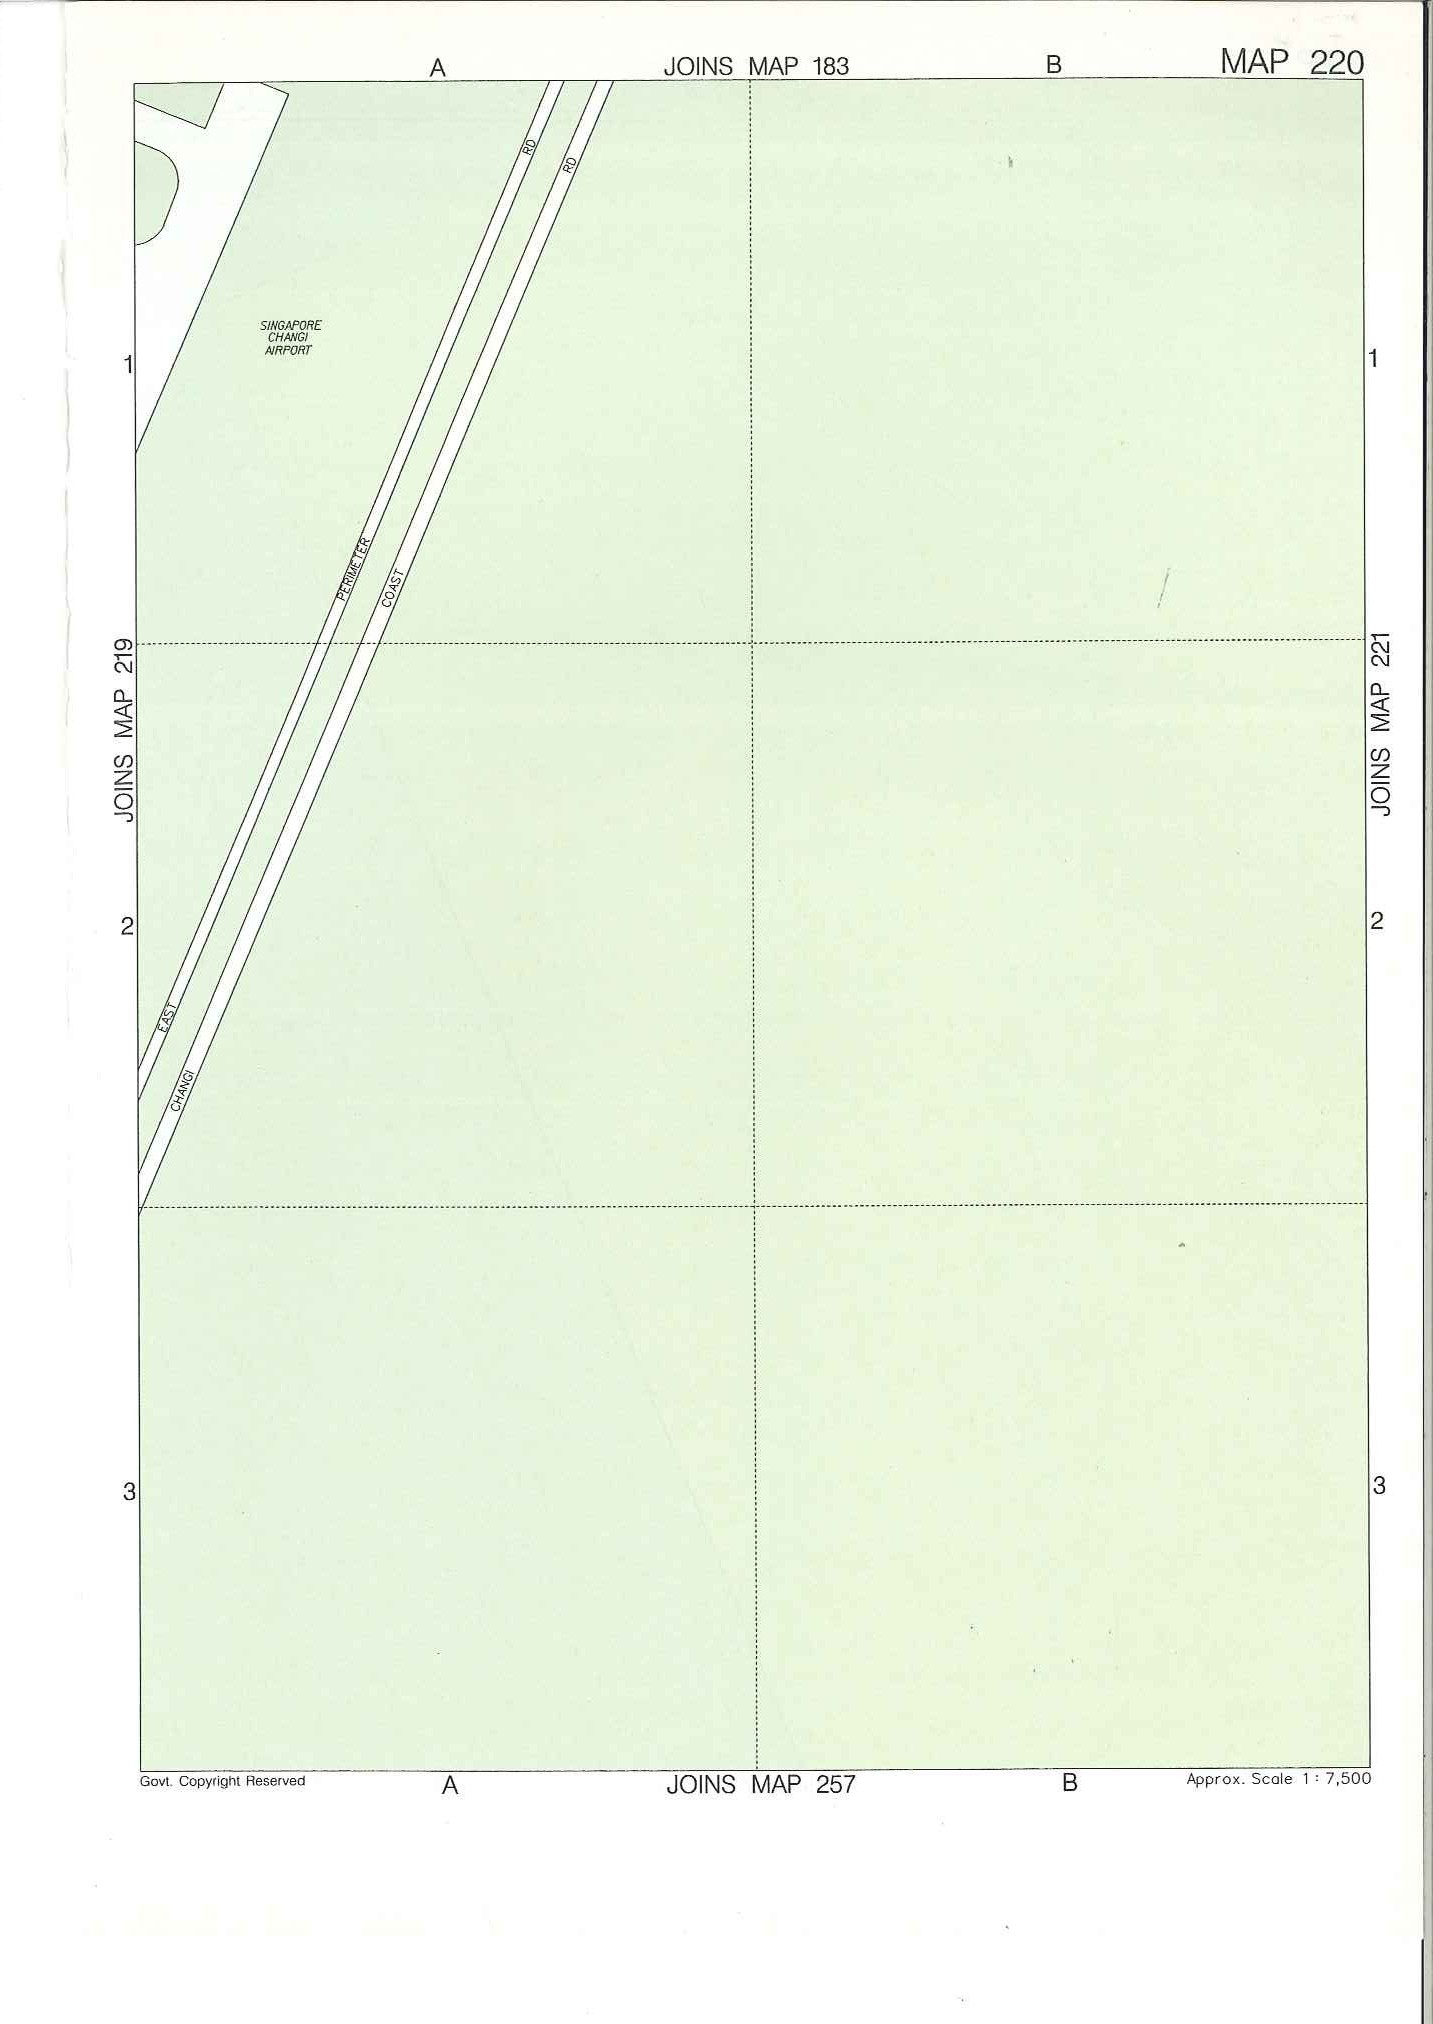 A
JOINS MAP 183
B
MAP 220
RD
RD
SINGAPORE
CHANGI
AIRPORT
1
1
PERIMETER
COAST
JOINS MAP 219
JOINS MAP 221
2
2
EAST
CHANGI
3
3
Govt. Copyright Reserved
A
JOINS MAP 257
B
Approx. Scale 1 : 7,500